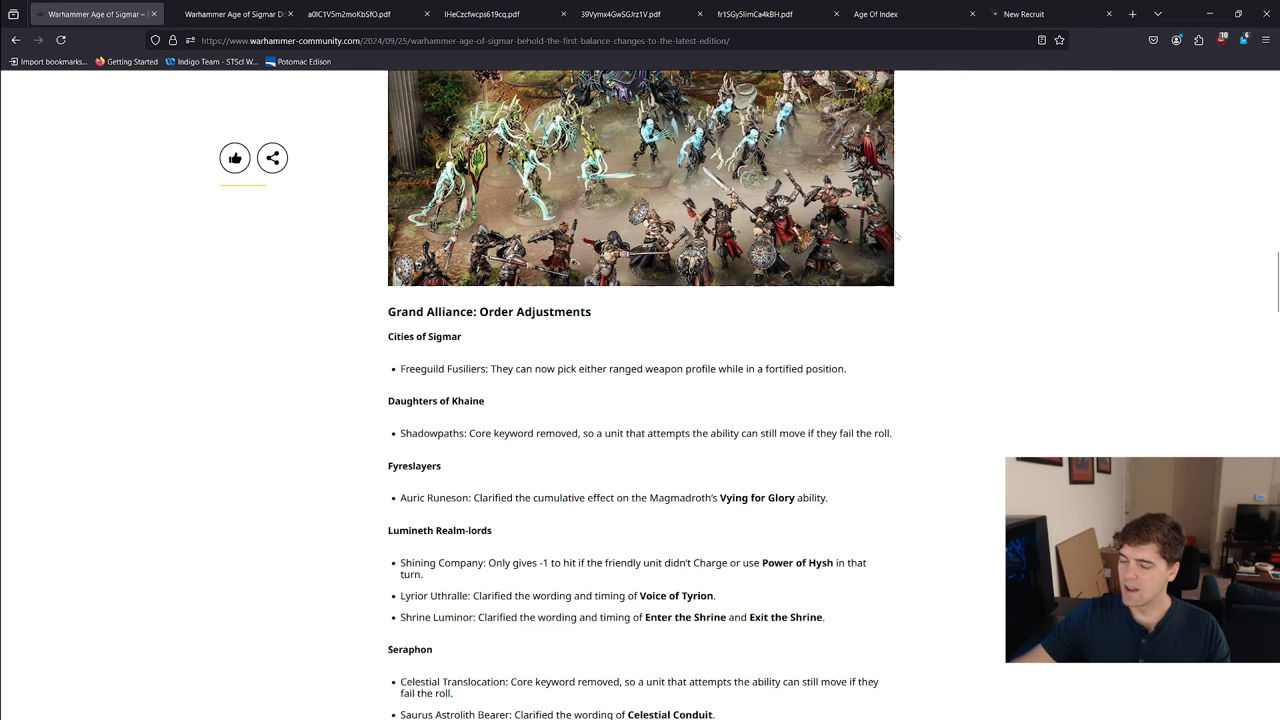 Warhammer Age of Sigmar –
Warhammer Age of Sigmar D
a0lC1V5m2moKbSfO.pdf
lHeCzcfwcps619cq.pdf
39Vymx4GwSGJrz1V.pdf
fr1SGy5limCa4kBH.pdf
Age Of Index
New Recruit
https://www.warhammer-community.com/2024/09/25/warhammer-age-of-sigmar-behold-the-first-balance-changes-to-the-latest-edition/
10
6
Import bookmarks...
Getting Started
Indigo Team - STScI W...
Potomac Edison
Grand Alliance: Order Adjustments
Cities of Sigmar
• Freeguild Fusiliers: They can now pick either ranged weapon profile while in a fortified position.
Daughters of Khaine
• Shadowpaths: Core keyword removed, so a unit that attempts the ability can still move if they fail the roll.
Fyreslayers
• Auric Runeson: Clarified the cumulative effect on the Magmadroth's Vying for Glory ability.
Lumineth Realm-lords
• Shining Company: Only gives -1 to hit if the friendly unit didn't Charge or use Power of Hysh in that
turn.
• Lyrior Uthralle: Clarified the wording and timing of Voice of Tyrion.
• Shrine Luminor: Clarified the wording and timing of Enter the Shrine and Exit the Shrine.
Seraphon
• Celestial Translocation: Core keyword removed, so a unit that attempts the ability can still move if they
fail the roll.
• Saurus Astrolith Bearer: Clarified the wording of Celestial Conduit.